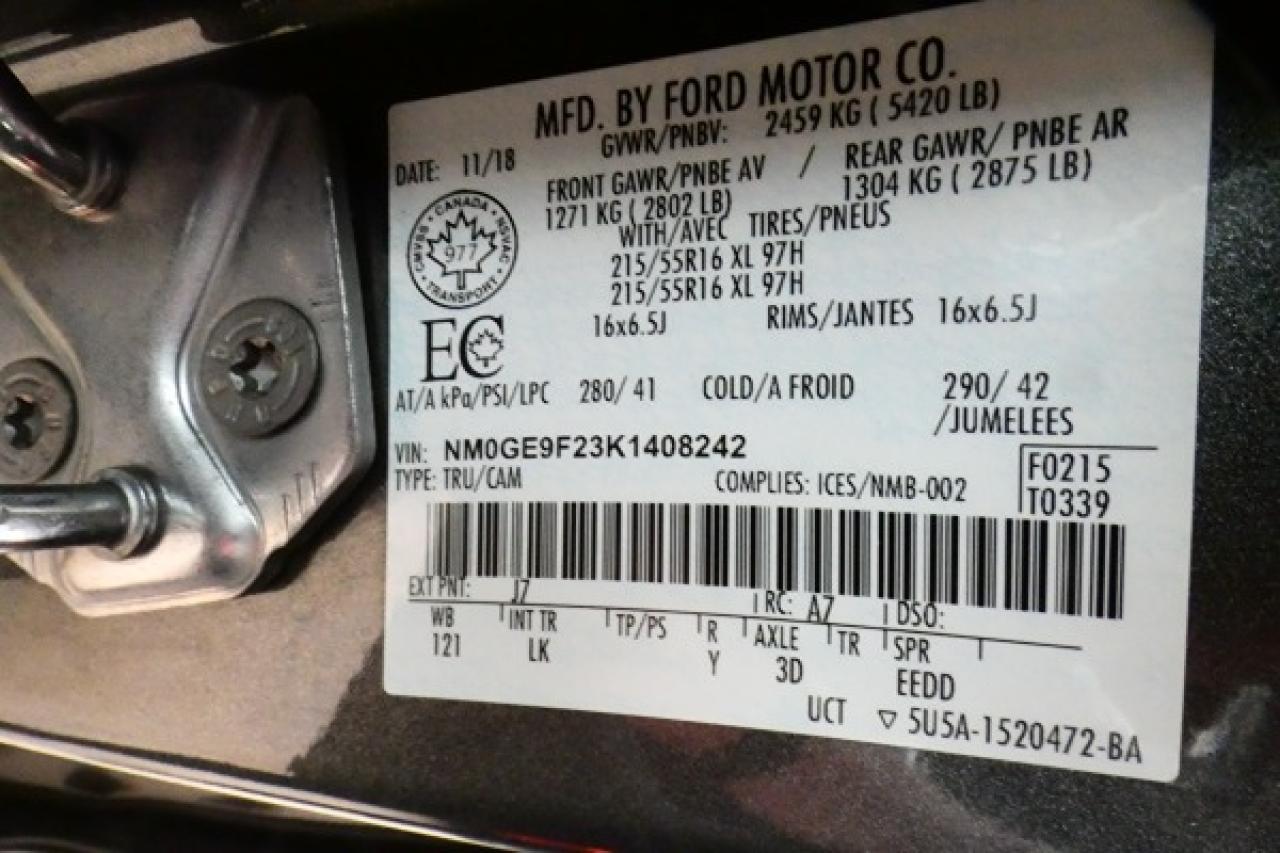 MFD. BY FORD MOTOR CO.
DATE: 11/18
GVWR/PNBV: 2459 KG ( 5420 LB)
FRONT GAWR/PNBE AV / REAR GAWR/ PNBE AR
1271 KG ( 2802 LB) 1304 KG ( 2875 LB)
WITH/AVEC TIRES/PNEUS
215/55R16 XL 97H
215/55R16 XL 97H
16x6.5J RIMS/JANTES 16x6.5J
CANADA
CMVSS NSVAC
977
TRANSPORT
EC
AT/A kPa/PSI/LPC 280/ 41 COLD/A FROID 290/ 42
/JUMELEES
VIN: NM0GE9F23K1408242
TYPE: TRU/CAM COMPLIES: ICES/NMB-002
F0215
T0339
EXT PNT: J7 RC: A7 DSO:
WB INT TR TP/PS R AXLE TR SPR
121 LK Y 3D EEDD
UCT ▽ 5U5A-1520472-BA